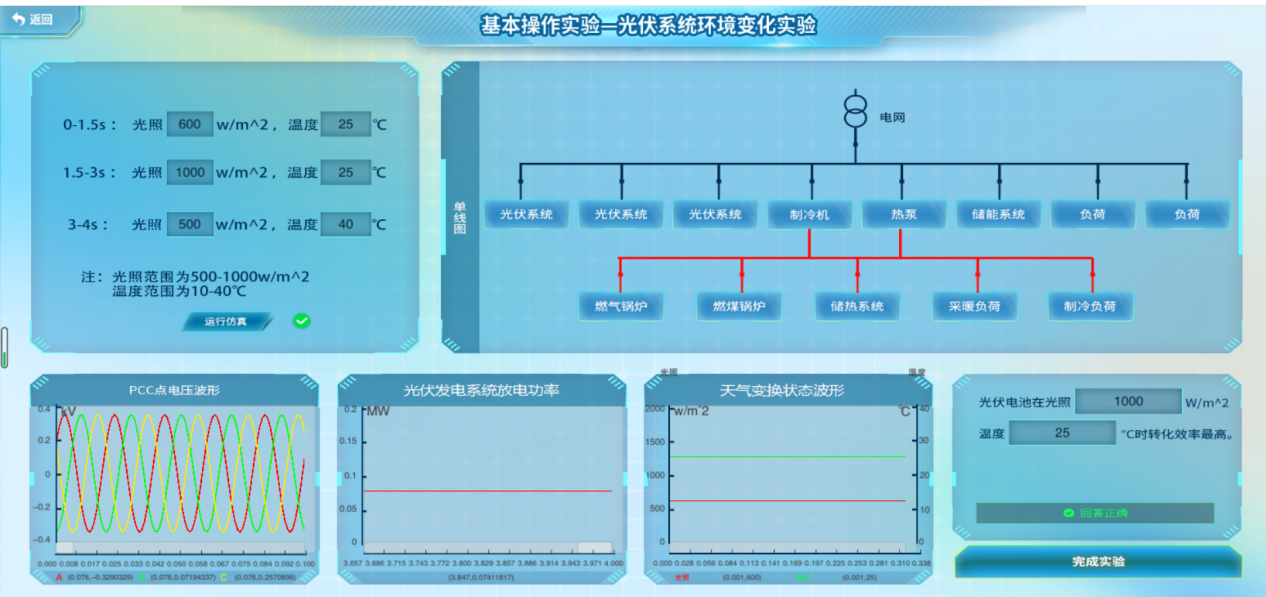 返回
基本操作实验—光伏系统环境变化实验
0-1.5s： 光照 600 w/m^2，温度 25 ℃
1.5-3s： 光照 1000 w/m^2，温度 25 ℃
3-4s： 光照 500 w/m^2，温度 40 ℃
注：光照范围为500-1000w/m^2
温度范围为10-40℃
运行仿真
单线图
电网
光伏系统 光伏系统 光伏系统 制冷机 热泵 储能系统 负荷 负荷
燃气锅炉 燃煤锅炉 储热系统 采暖负荷 制冷负荷
PCC点电压波形
kV
0.4
0.2
0
-0.2
-0.4
0.000 0.008 0.017 0.025 0.033 0.042 0.050 0.058 0.067 0.075 0.084 0.092 0.100
A (0.076,-0.3290329) (0.076,0.07194337) C (0.076,0.2570896)
光伏发电系统放电功率
MW
0.2
0.15
0.1
0.05
0
3.657 3.686 3.715 3.743 3.772 3.800 3.829 3.857 3.886 3.914 3.943 3.971 4.000
(3.847,0.07411817)
光照 温度
天气变换状态波形
w/m^2 ℃
2000 40
1500 30
1000 20
500 10
0 0
0.000 0.028 0.056 0.084 0.113 0.141 0.169 0.197 0.225 0.253 0.281 0.310 0.338
光照 (0.001,600) (0.001,25)
光伏电池在光照 1000 W/m^2
温度 25 ℃时转化效率最高。
回答正确
完成实验